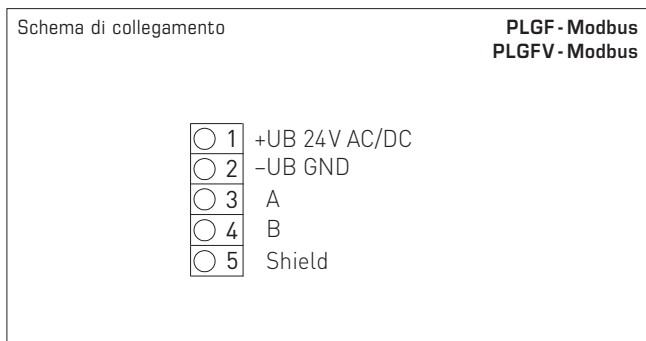 Schema di collegamento
PLGF - Modbus
PLGFV - Modbus
1 +UB 24V AC/DC
2 –UB GND
3 A
4 B
5 Shield